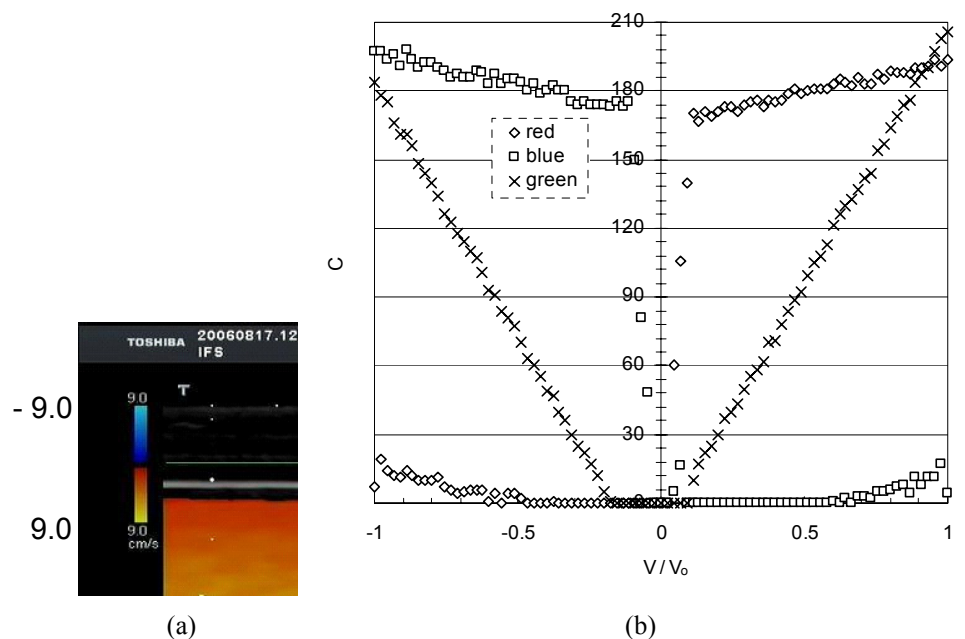 TOSHIBA 20060817.12
IFS
T
- 9.0
9.0
9.0
9.0
cm/s
(a)
210
180
150
120
90
60
30
0
C
red
blue
green
-1 -0.5 0 0.5 1
V / Vo
(b)